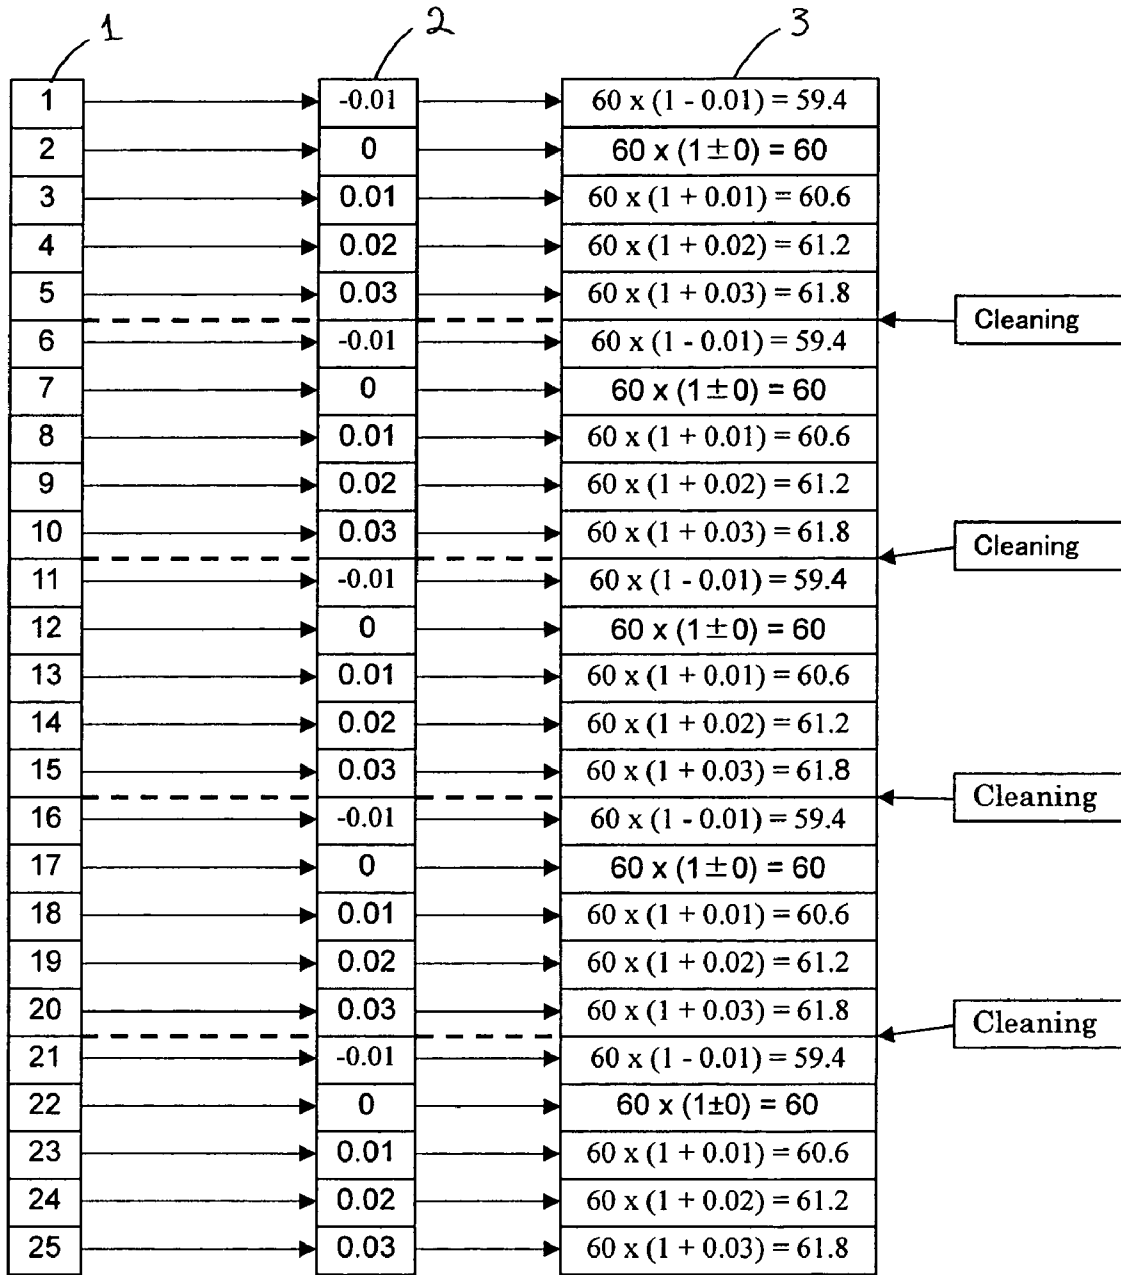 1 2 3
1 -0.01 60 x (1 - 0.01) = 59.4
2 0 60 x (1 ± 0) = 60
3 0.01 60 x (1 + 0.01) = 60.6
4 0.02 60 x (1 + 0.02) = 61.2
5 0.03 60 x (1 + 0.03) = 61.8
Cleaning
6 -0.01 60 x (1 - 0.01) = 59.4
7 0 60 x (1 ± 0) = 60
8 0.01 60 x (1 + 0.01) = 60.6
9 0.02 60 x (1 + 0.02) = 61.2
10 0.03 60 x (1 + 0.03) = 61.8
Cleaning
11 -0.01 60 x (1 - 0.01) = 59.4
12 0 60 x (1 ± 0) = 60
13 0.01 60 x (1 + 0.01) = 60.6
14 0.02 60 x (1 + 0.02) = 61.2
15 0.03 60 x (1 + 0.03) = 61.8
Cleaning
16 -0.01 60 x (1 - 0.01) = 59.4
17 0 60 x (1 ± 0) = 60
18 0.01 60 x (1 + 0.01) = 60.6
19 0.02 60 x (1 + 0.02) = 61.2
20 0.03 60 x (1 + 0.03) = 61.8
Cleaning
21 -0.01 60 x (1 - 0.01) = 59.4
22 0 60 x (1±0) = 60
23 0.01 60 x (1 + 0.01) = 60.6
24 0.02 60 x (1 + 0.02) = 61.2
25 0.03 60 x (1 + 0.03) = 61.8